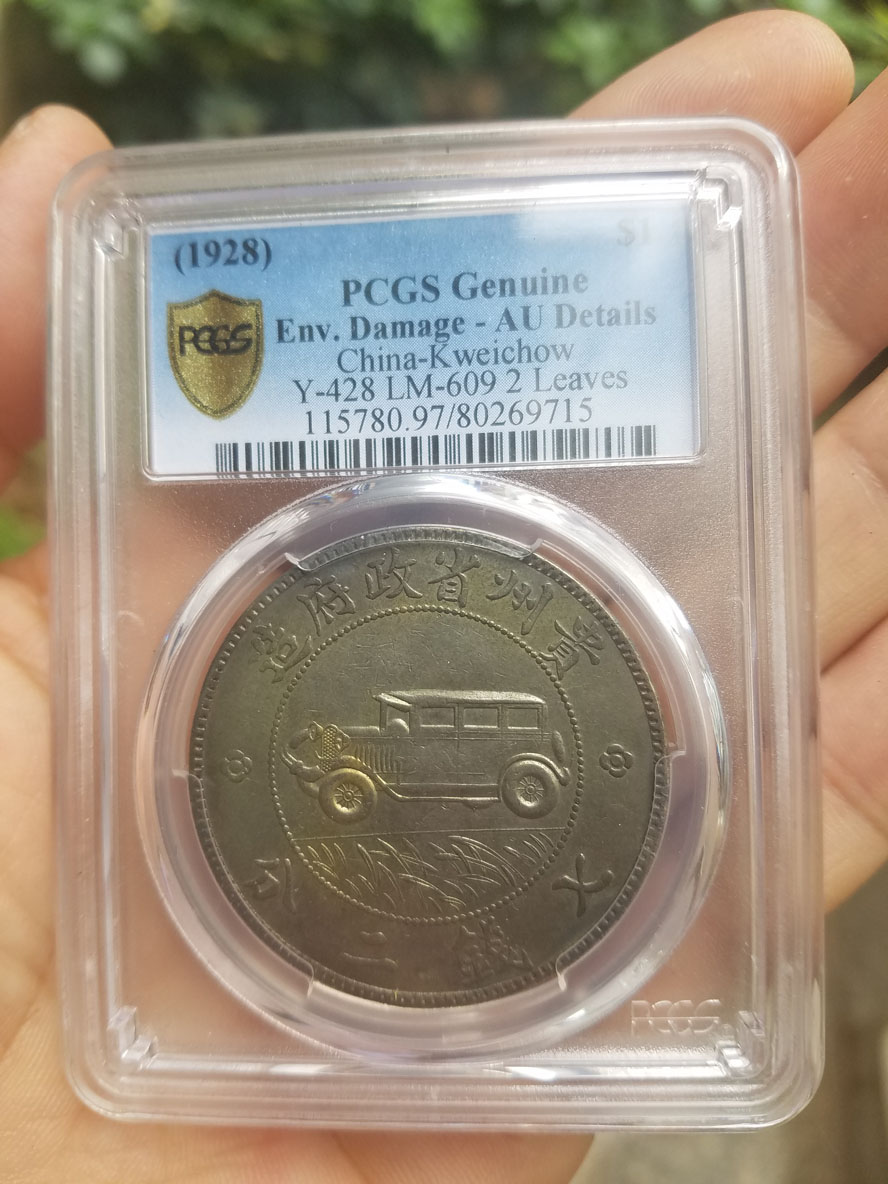 (1928) $1
PCGS Genuine
PCGS
Env. Damage - AU Details
China-Kweichow
Y-428 LM-609 2 Leaves
115780.97/80269715
造府政省州貴
分二錢七
PCGS